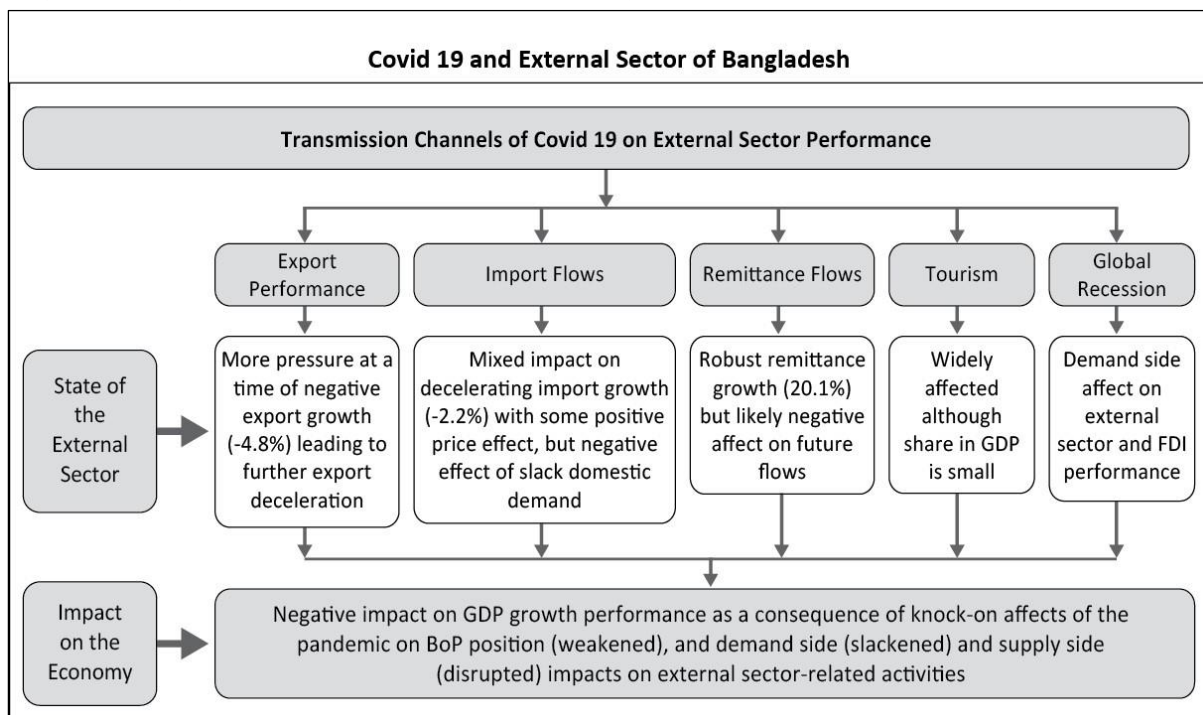 Covid 19 and External Sector of Bangladesh
Transmission Channels of Covid 19 on External Sector Performance
Export
Performance
Import Flows
Remittance Flows
Tourism
Global
Recession
State of
the
External
Sector
More pressure at a
time of negative
export growth
(-4.8%) leading to
further export
deceleration
Mixed impact on
decelerating import growth
(-2.2%) with some positive
price effect, but negative
effect of slack domestic
demand
Robust remittance
growth (20.1%)
but likely negative
affect on future
flows
Widely
affected
although
share in GDP
is small
Demand side
affect on
external
sector and FDI
performance
Impact
on the
Economy
Negative impact on GDP growth performance as a consequence of knock-on affects of the
pandemic on BoP position (weakened), and demand side (slackened) and supply side
(disrupted) impacts on external sector-related activities